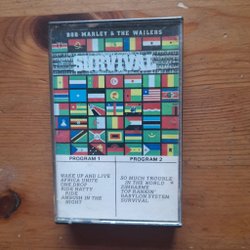 BOB MARLEY & THE WAILERS
SURVIVAL
PROGRAM 1
WAKE UP AND LIVE
AFRICA UNITE
ONE DROP
RIDE NATTY
RIDE
AMBUSH IN THE
NIGHT
PROGRAM 2
SO MUCH TROUBLE
IN THE WORLD
ZIMBABWE
TOP RANKIN'
BABYLON SYSTEM
SURVIVAL